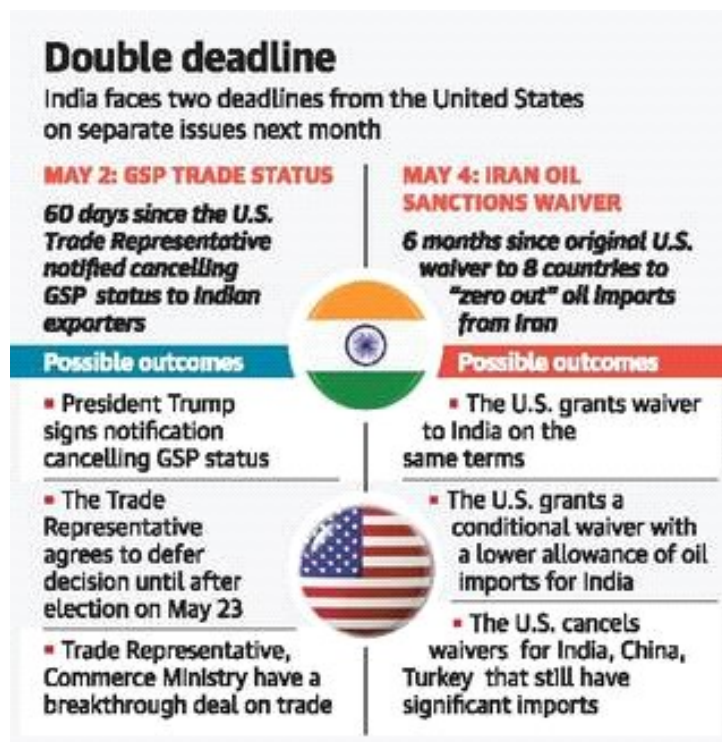 Double deadline
India faces two deadlines from the United States
on separate issues next month
MAY 2: GSP TRADE STATUS
60 days since the U.S.
Trade Representative
notified cancelling
GSP status to Indian
exporters
Possible outcomes
▪ President Trump
signs notification
cancelling GSP status
▪ The Trade
Representative
agrees to defer
decision until after
election on May 23
▪ Trade Representative,
Commerce Ministry have a
breakthrough deal on trade
MAY 4: IRAN OIL
SANCTIONS WAIVER
6 months since original U.S.
waiver to 8 countries to
"zero out" oil imports
from Iran
Possible outcomes
▪ The U.S. grants waiver
to India on the
same terms
▪ The U.S. grants a
conditional waiver with
a lower allowance of oil
imports for India
▪ The U.S. cancels
waivers for India, China,
Turkey that still have
significant imports